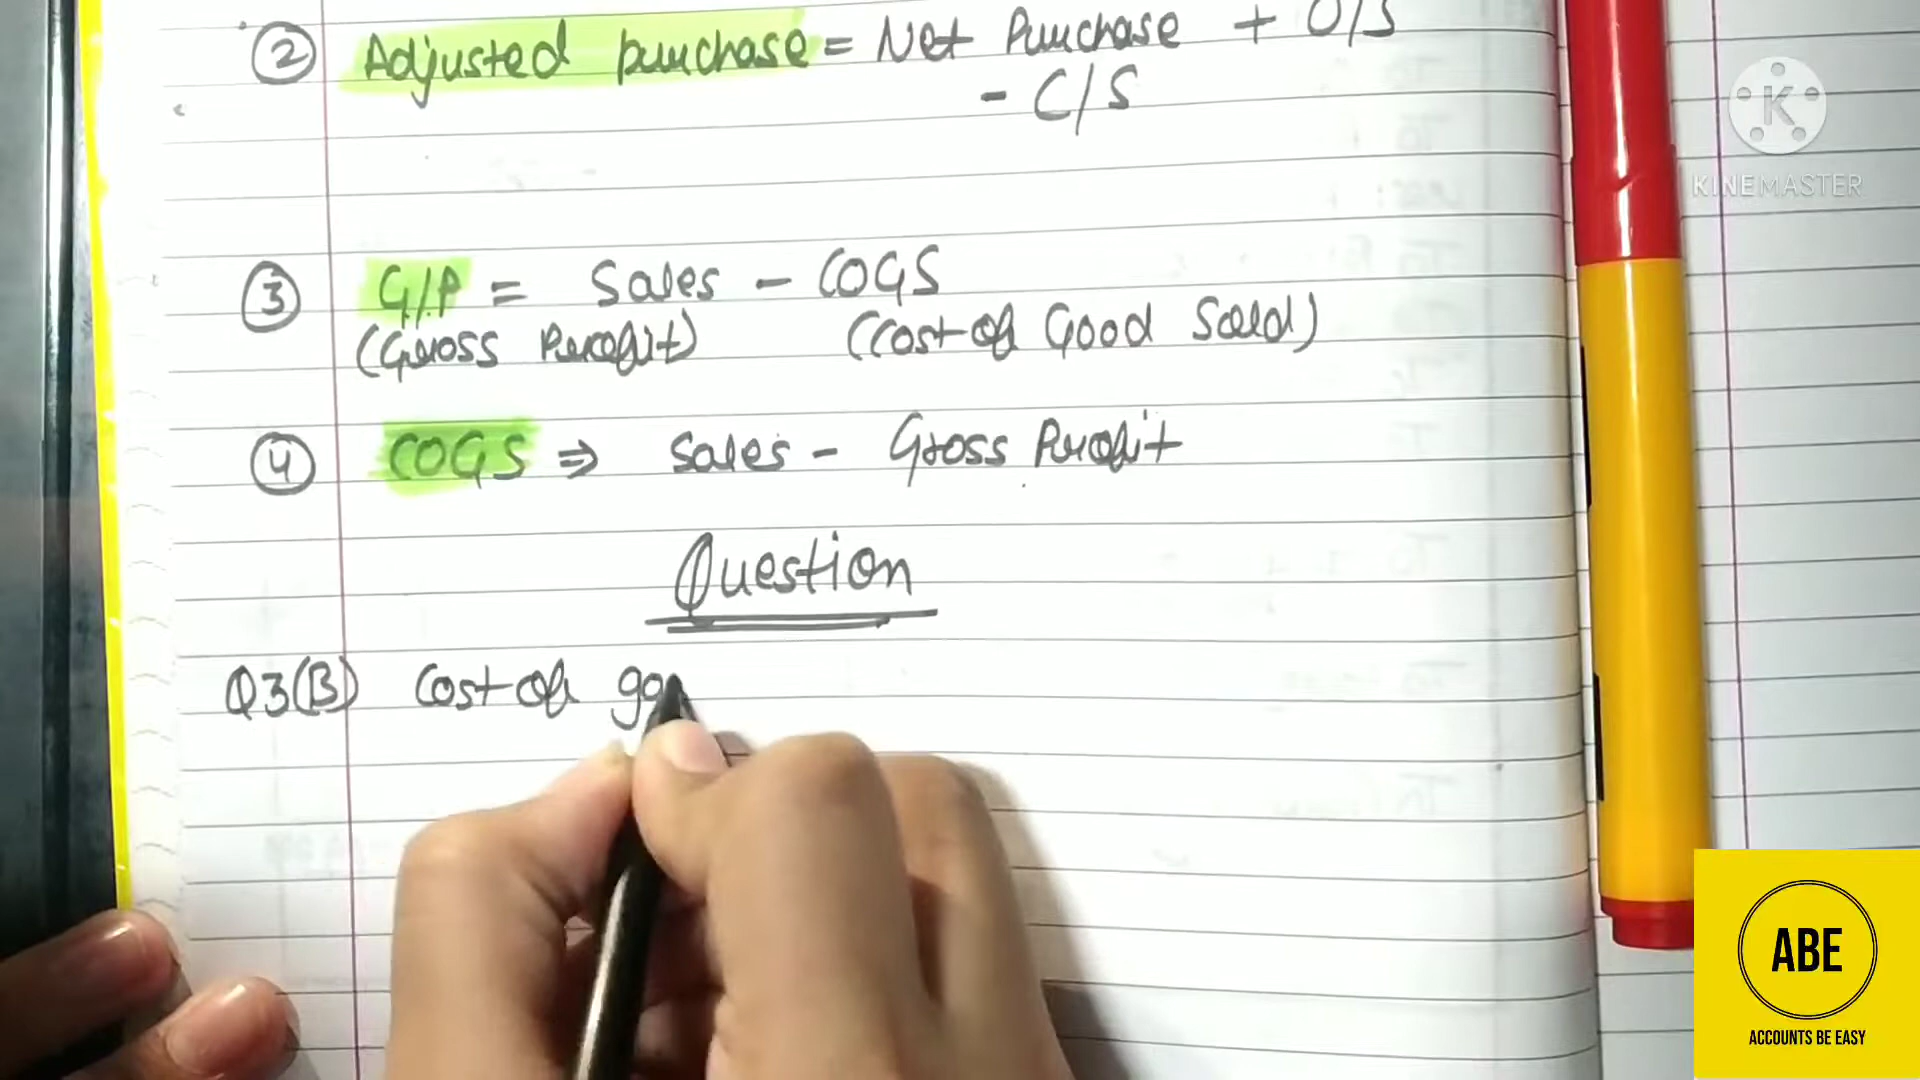 ② Adjusted purchase = Net Purchase + O/S
- C/S
③ G/P = Sales - COGS
(Gross Profit) (Cost of Good Sold)
④ COGS ⇒ Sales - Gross Profit
Question
Q3(B) Cost of go
K
KINEMASTER
ABE
ACCOUNTS BE EASY